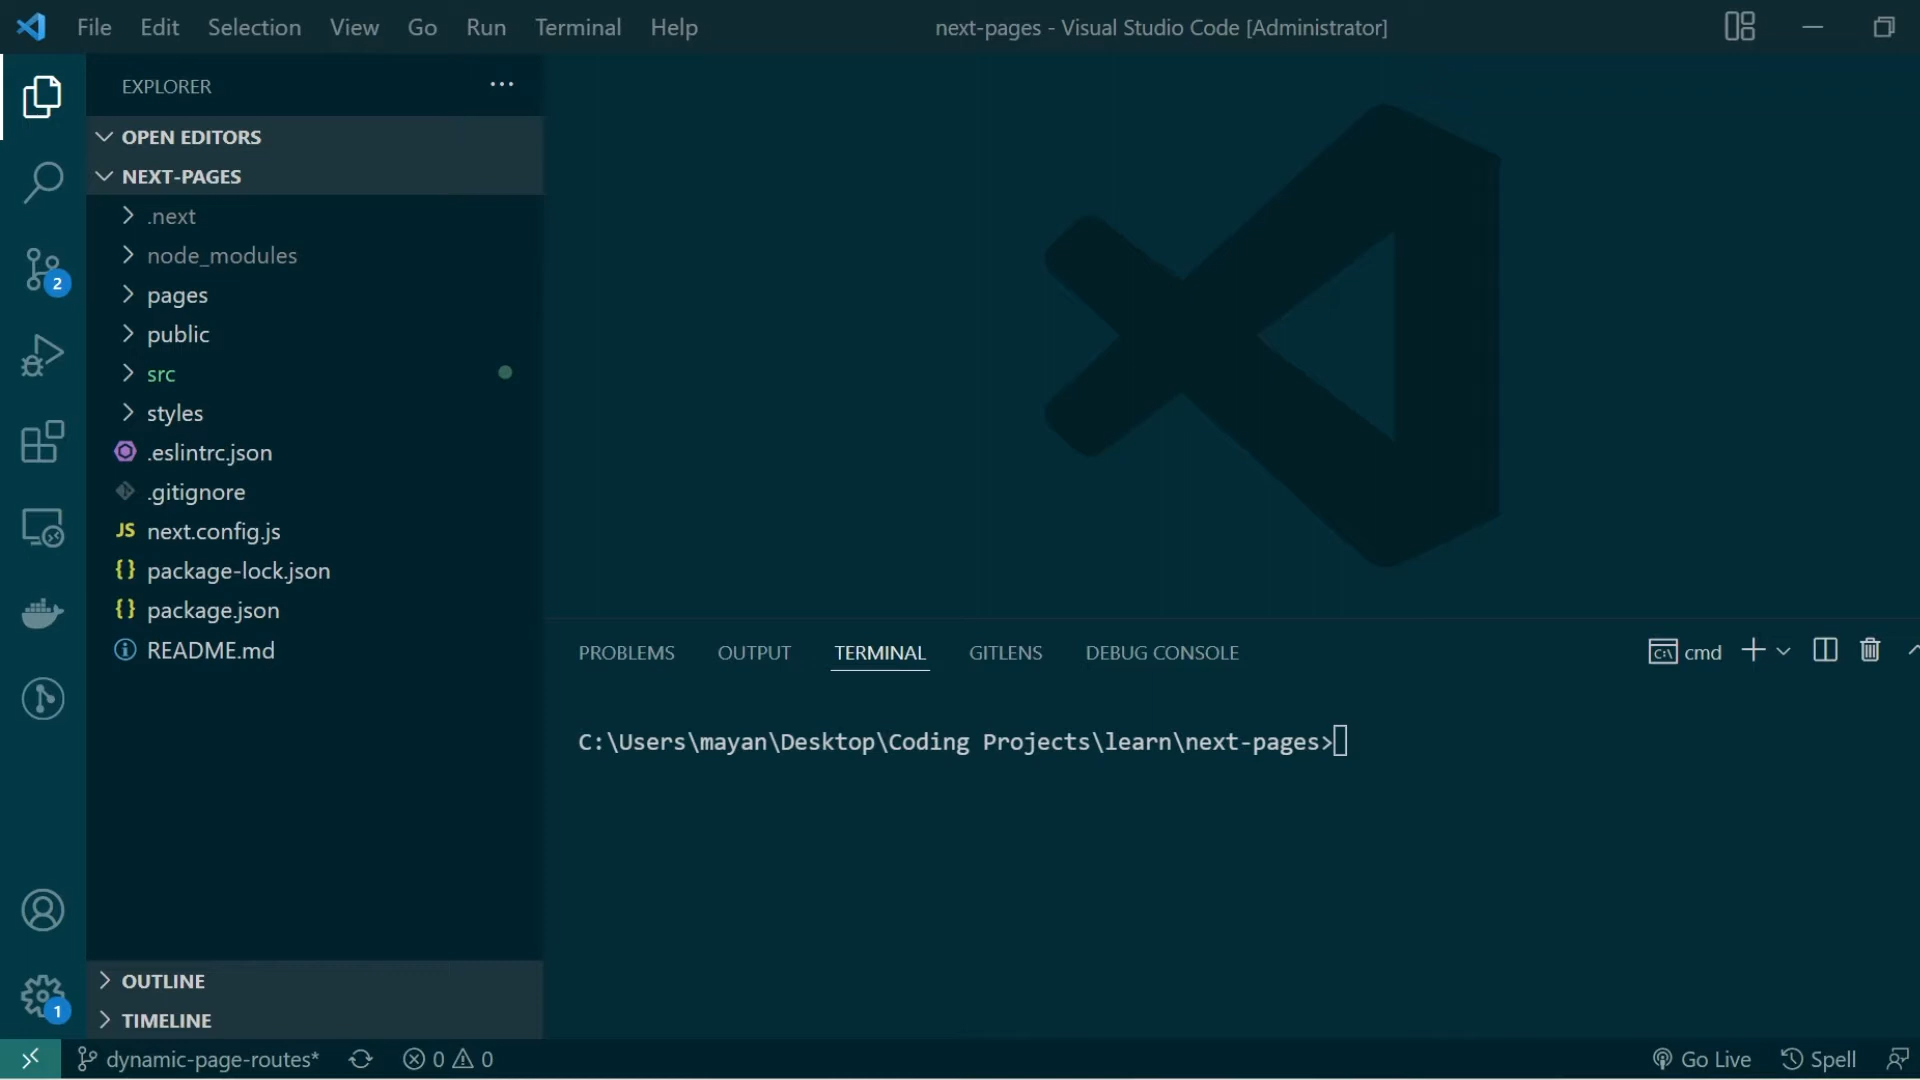 File Edit Selection View Go Run Terminal Help
next-pages - Visual Studio Code [Administrator]
EXPLORER
OPEN EDITORS
NEXT-PAGES
.next
node_modules
pages
public
src
styles
.eslintrc.json
.gitignore
JS next.config.js
{} package-lock.json
{} package.json
README.md
OUTLINE
TIMELINE
2
1
PROBLEMS OUTPUT TERMINAL GITLENS DEBUG CONSOLE
cmd
C:\Users\mayan\Desktop\Coding Projects\learn\next-pages>
dynamic-page-routes* 0 0
Go Live Spell